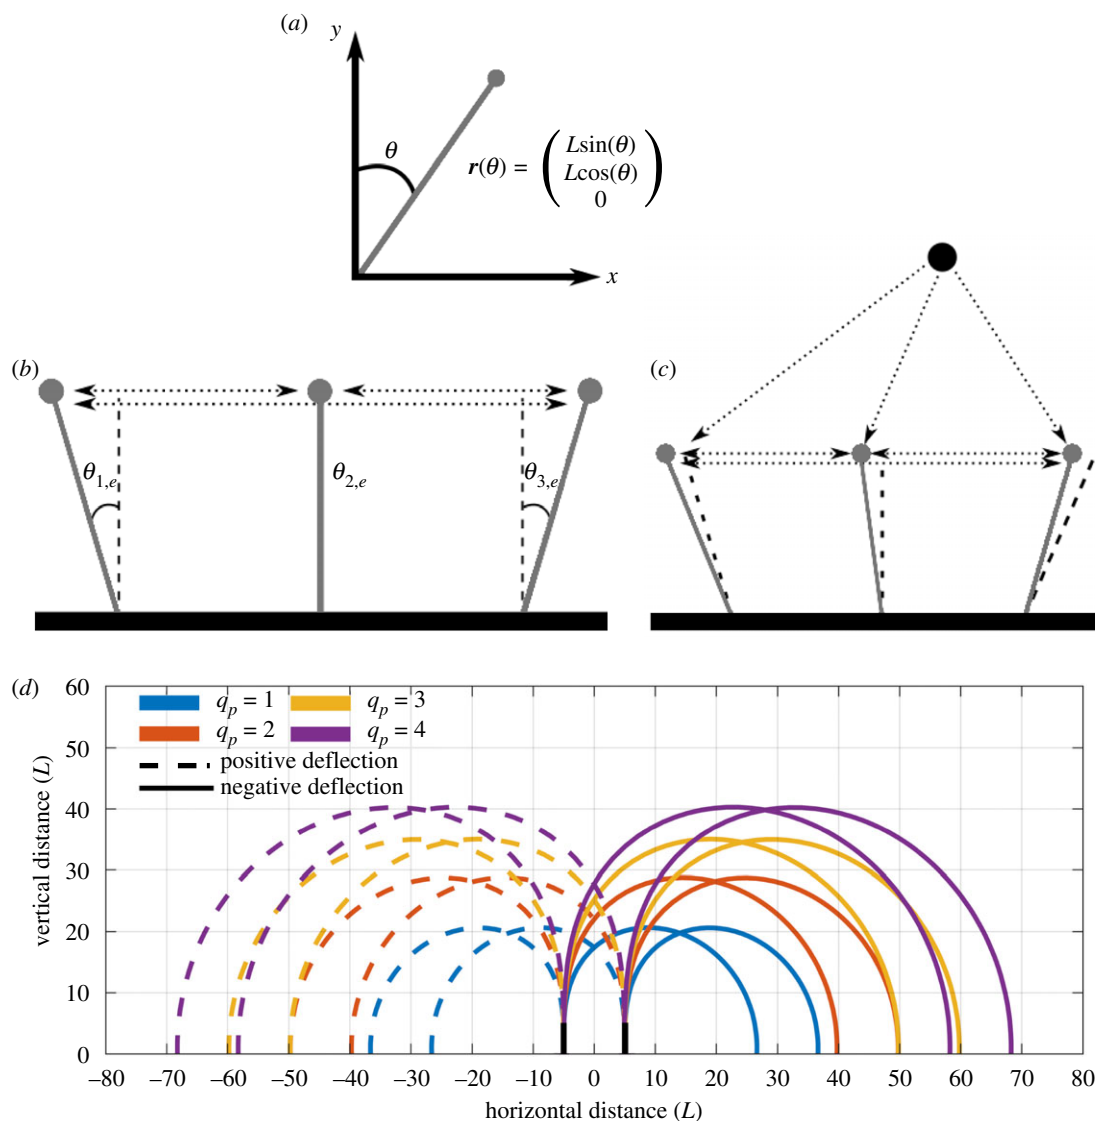 (a)
y
θ
r(θ) =
Lsin(θ)
Lcos(θ)
0
x
(b)
θ1,e
θ2,e
θ3,e
(c)
(d)
60
50
40
30
20
10
0
vertical distance (L)
qp = 1
qp = 3
qp = 2
qp = 4
positive deflection
negative deflection
–80 –70 –60 –50 –40 –30 –20 –10 0 10 20 30 40 50 60 70 80
horizontal distance (L)